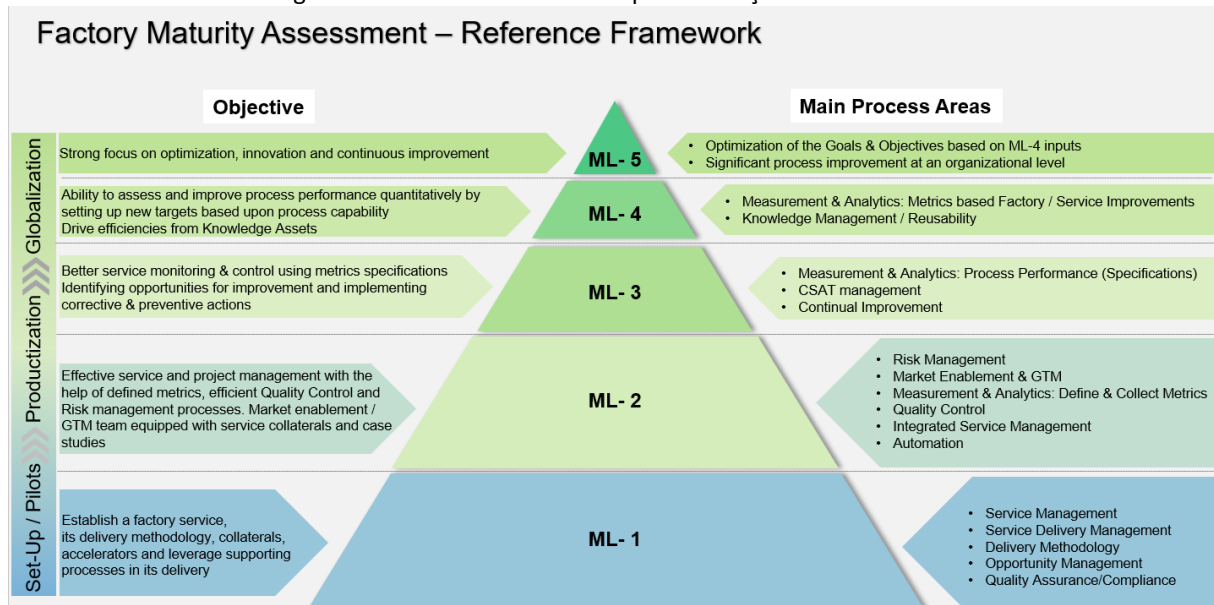 Factory Maturity Assessment – Reference Framework
Objective
Main Process Areas
Globalization
Productization
Set-Up / Pilots
Strong focus on optimization, innovation and continuous improvement
ML- 5
• Optimization of the Goals & Objectives based on ML-4 inputs
• Significant process improvement at an organizational level
Ability to assess and improve process performance quantitatively by
setting up new targets based upon process capability
Drive efficiencies from Knowledge Assets
ML- 4
• Measurement & Analytics: Metrics based Factory / Service Improvements
• Knowledge Management / Reusability
Better service monitoring & control using metrics specifications
Identifying opportunities for improvement and implementing
corrective & preventive actions
ML- 3
• Measurement & Analytics: Process Performance (Specifications)
• CSAT management
• Continual Improvement
Effective service and project management with the
help of defined metrics, efficient Quality Control and
Risk management processes. Market enablement /
GTM team equipped with service collaterals and case
studies
ML- 2
• Risk Management
• Market Enablement & GTM
• Measurement & Analytics: Define & Collect Metrics
• Quality Control
• Integrated Service Management
• Automation
Establish a factory service,
its delivery methodology, collaterals,
accelerators and leverage supporting
processes in its delivery
ML- 1
• Service Management
• Service Delivery Management
• Delivery Methodology
• Opportunity Management
• Quality Assurance/Compliance